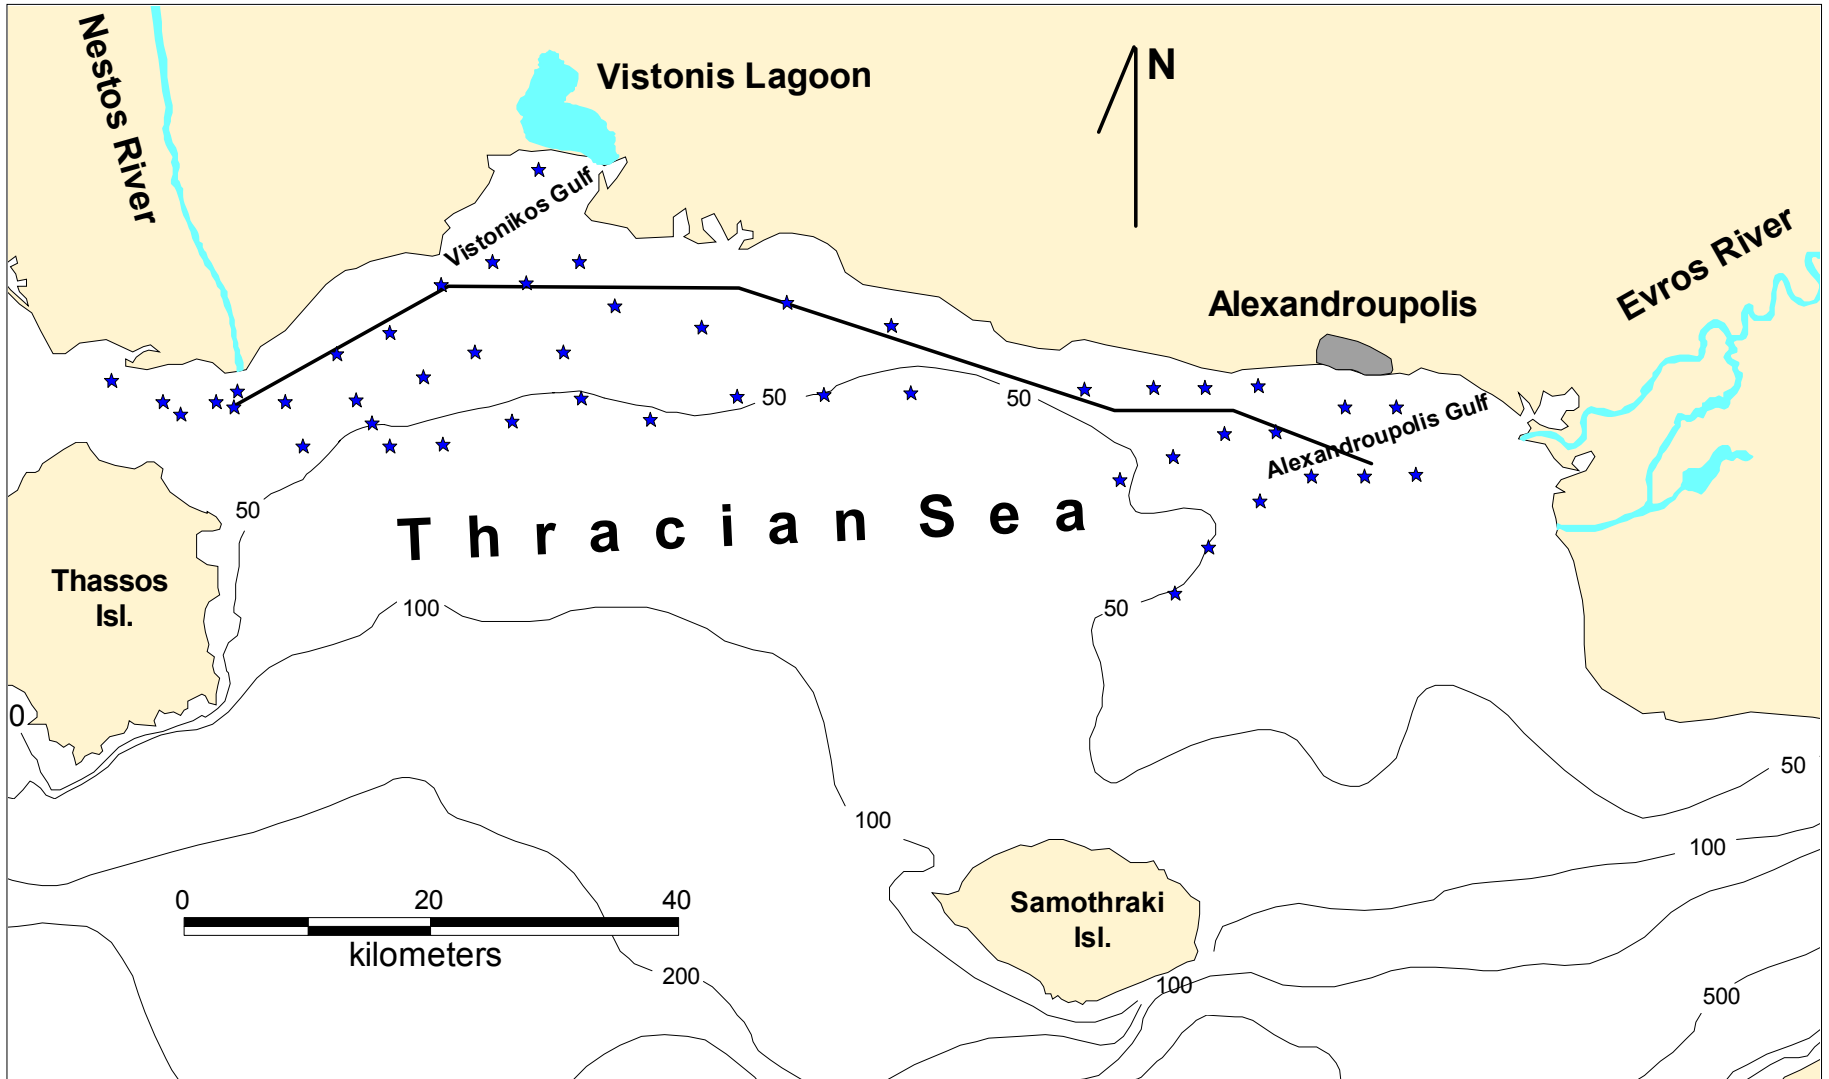 Nestos River
Vistonis Lagoon
N
Vistonikos Gulf
Evros River
Alexandroupolis
50
50
Alexandroupolis Gulf
50
Thracian Sea
Thassos
Isl.
100
50
0
50
100
100
0 20 40
kilometers
Samothraki
Isl.
200
100
500